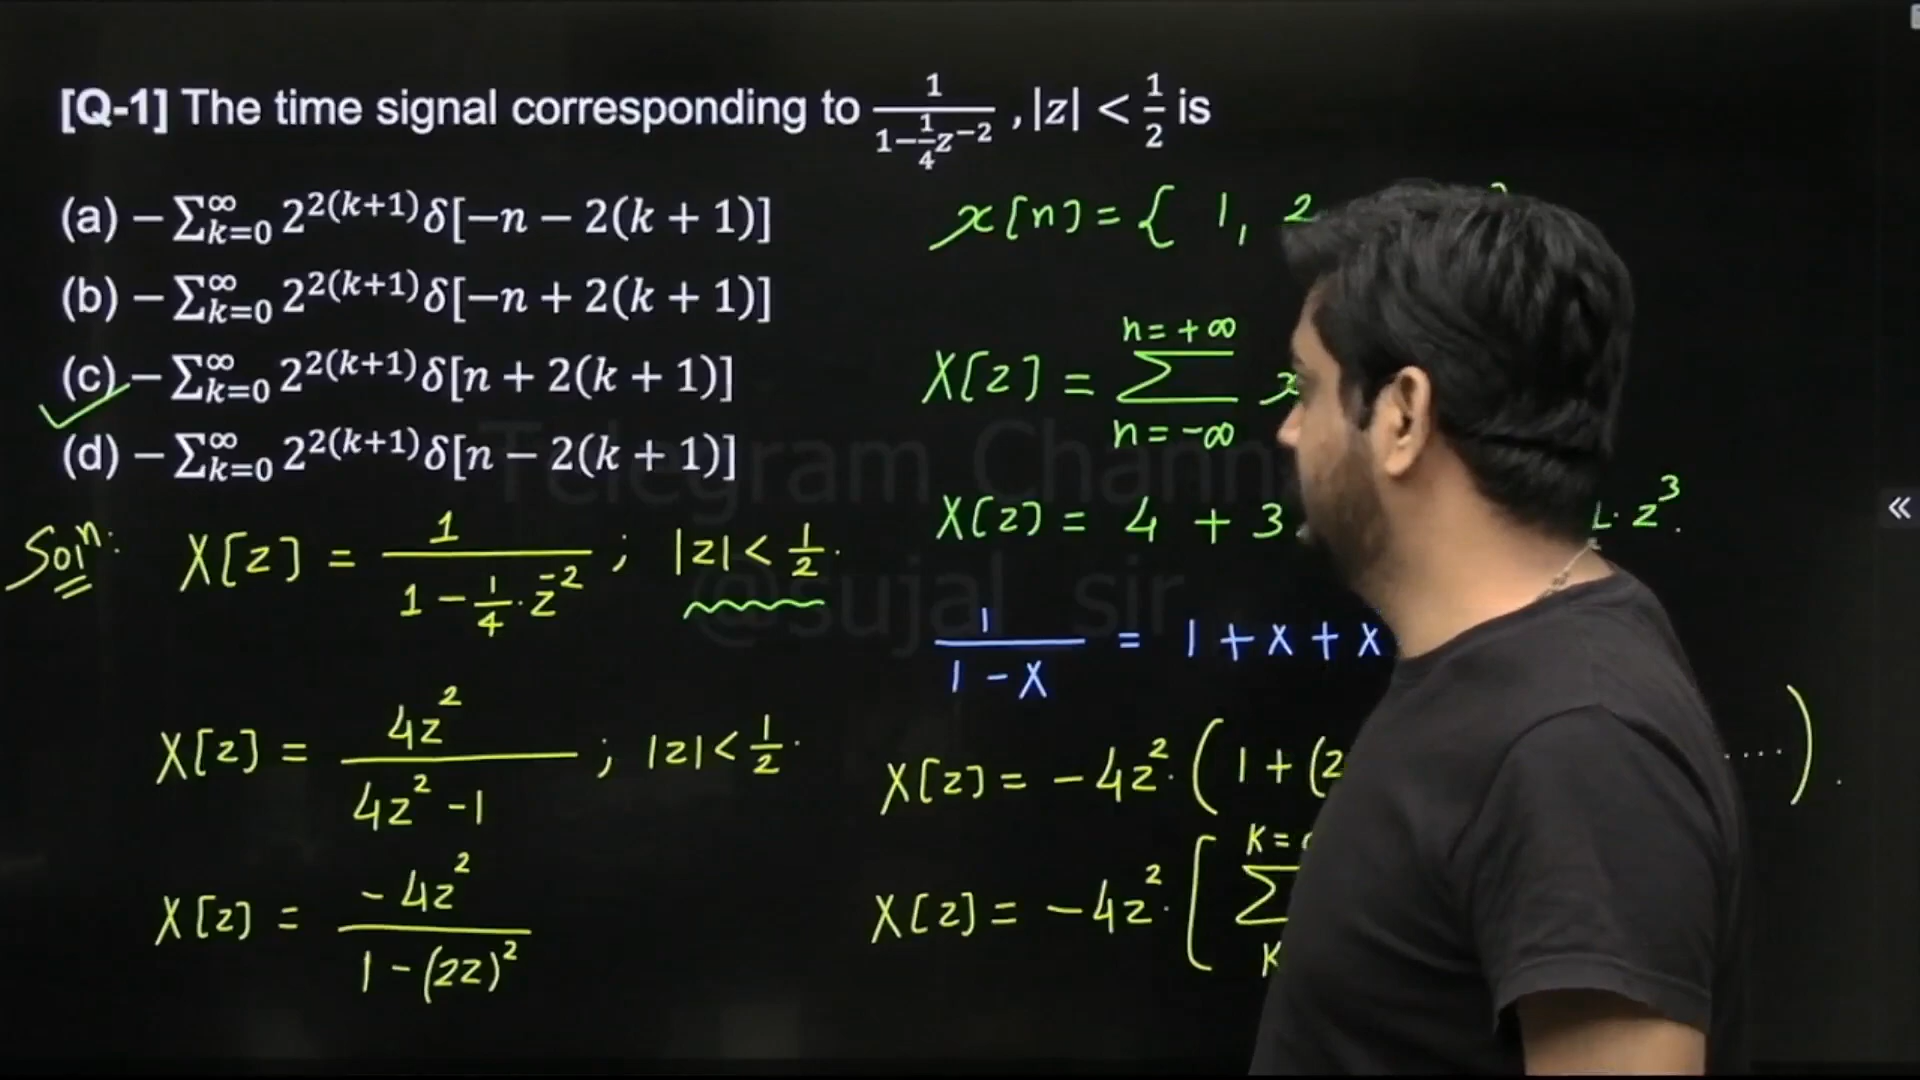 [Q-1] The time signal corresponding to 1/(1−1/4 z⁻²) , |z| < 1/2 is
(a) − ∑_{k=0}^{∞} 2^{2(k+1)} δ[−n − 2(k + 1)]
(b) − ∑_{k=0}^{∞} 2^{2(k+1)} δ[−n + 2(k + 1)]
(c) − ∑_{k=0}^{∞} 2^{2(k+1)} δ[n + 2(k + 1)]
(d) − ∑_{k=0}^{∞} 2^{2(k+1)} δ[n − 2(k + 1)]
Solⁿ: X[z] = 1/(1 − 1/4 · z⁻²) ; |z| < 1/2 .
X[z] = 4z²/(4z² − 1) ; |z| < 1/2 .
X[z] = −4z²/(1 − (2z)²)
x[n] = { 1, 2
X[z] = ∑_{n=−∞}^{n=+∞} x
X[z] = 4 + 3 · z³.
1/(1 − x) = 1 + x + x
X[z] = −4z² · ( 1 + (2 .... ) .
X[z] = −4z² · [ ∑ K= K
Telegram Chann
@sujal_sir
«